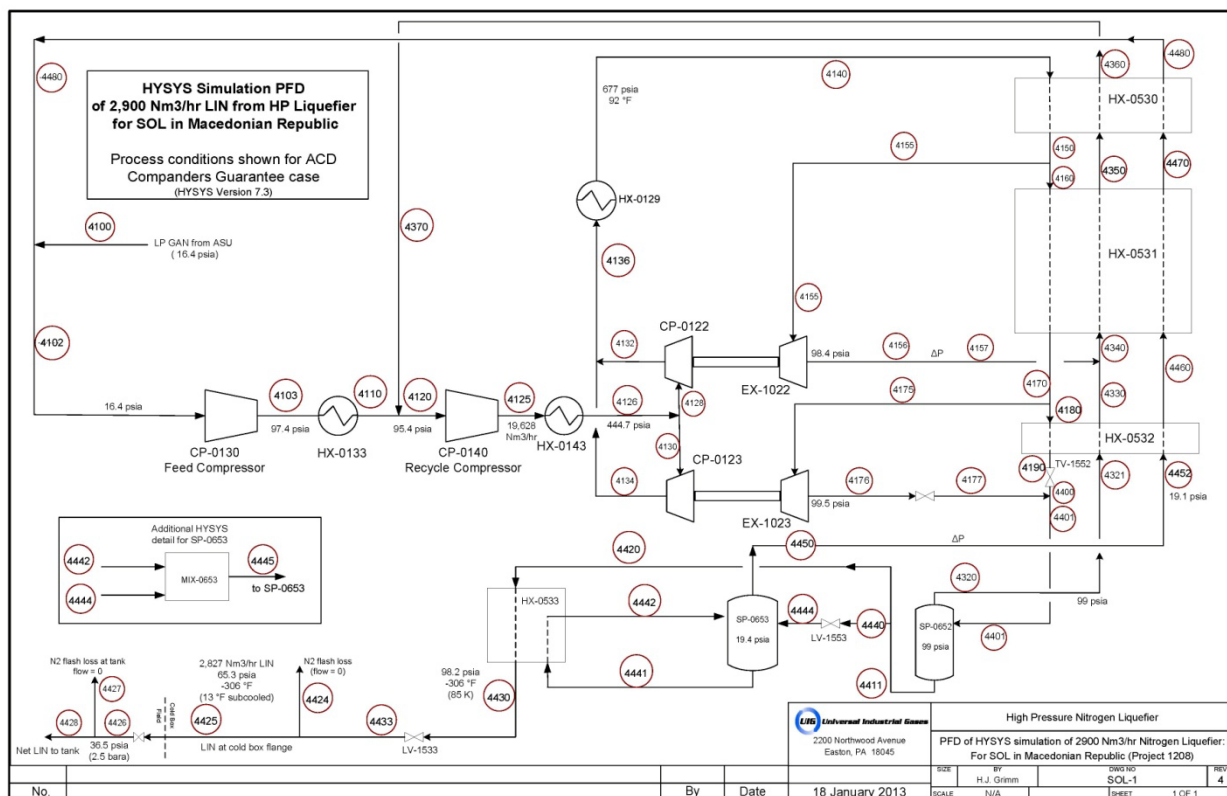 HYSYS Simulation PFD
of 2,900 Nm3/hr LIN from HP Liquefier
for SOL in Macedonian Republic
Process conditions shown for ACD
Companders Guarantee case
(HYSYS Version 7.3)
4480
4100
LP GAN from ASU
( 16.4 psia)
4102
4370
677 psia
92 °F
4140
HX-0129
4136
4155
4155
4480
4360
HX-0530
4150
4160
4350
4470
HX-0531
CP-0122
4132
98.4 psia
4156
4157
ΔP
4340
EX-1022
4175
4170
4180
4330
4460
16.4 psia
CP-0130
Feed Compressor
4103
97.4 psia
HX-0133
4110
4120
95.4 psia
CP-0140
Recycle Compressor
4125
19,628
Nm3/hr
HX-0143
4126
444.7 psia
4128
4130
CP-0123
4134
99.5 psia
EX-1023
4176
4177
HX-0532
4190
TV-1552
4400
4401
4321
4452
19.1 psia
Additional HYSYS
detail for SP-0653
4442
4444
MIX-0653
4445
to SP-0653
4420
4450
ΔP
HX-0533
4442
SP-0653
19.4 psia
4444
LV-1553
4440
4320
99 psia
SP-0652
99 psia
4401
4441
4411
N2 flash loss at tank
flow = 0
4427
4428
4426
Net LIN to tank
36.5 psia
(2.5 bara)
Cold Box
Field
2,827 Nm3/hr LIN
65.3 psia
-306 °F
(13 °F subcooled)
4425
LIN at cold box flange
N2 flash loss
(flow = 0)
4424
4433
LV-1533
98.2 psia
-306 °F
(85 K)
4430
UIG Universal Industrial Gases
2200 Northwood Avenue
Easton, PA 18045
High Pressure Nitrogen Liquefier
PFD of HYSYS simulation of 2900 Nm3/hr Nitrogen Liquefier:
For SOL in Macedonian Republic (Project 1208)
SIZE
BY
H.J. Grimm
DWG NO
SOL-1
REV
4
No.
By
Date
18 January 2013
SCALE
N/A
SHEET
1 OF 1